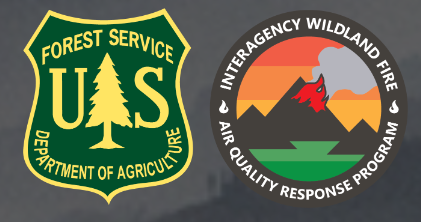 FOREST SERVICE
U S
DEPARTMENT OF AGRICULTURE
INTERAGENCY WILDLAND FIRE
AIR QUALITY RESPONSE PROGRAM